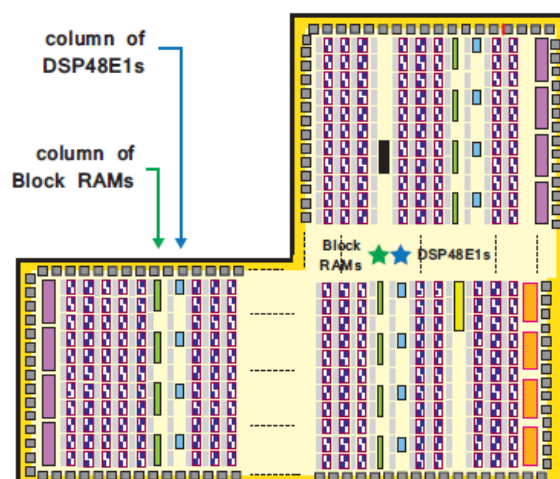 column of
DSP48E1s
column of
Block RAMs
Block
RAMs
DSP48E1s